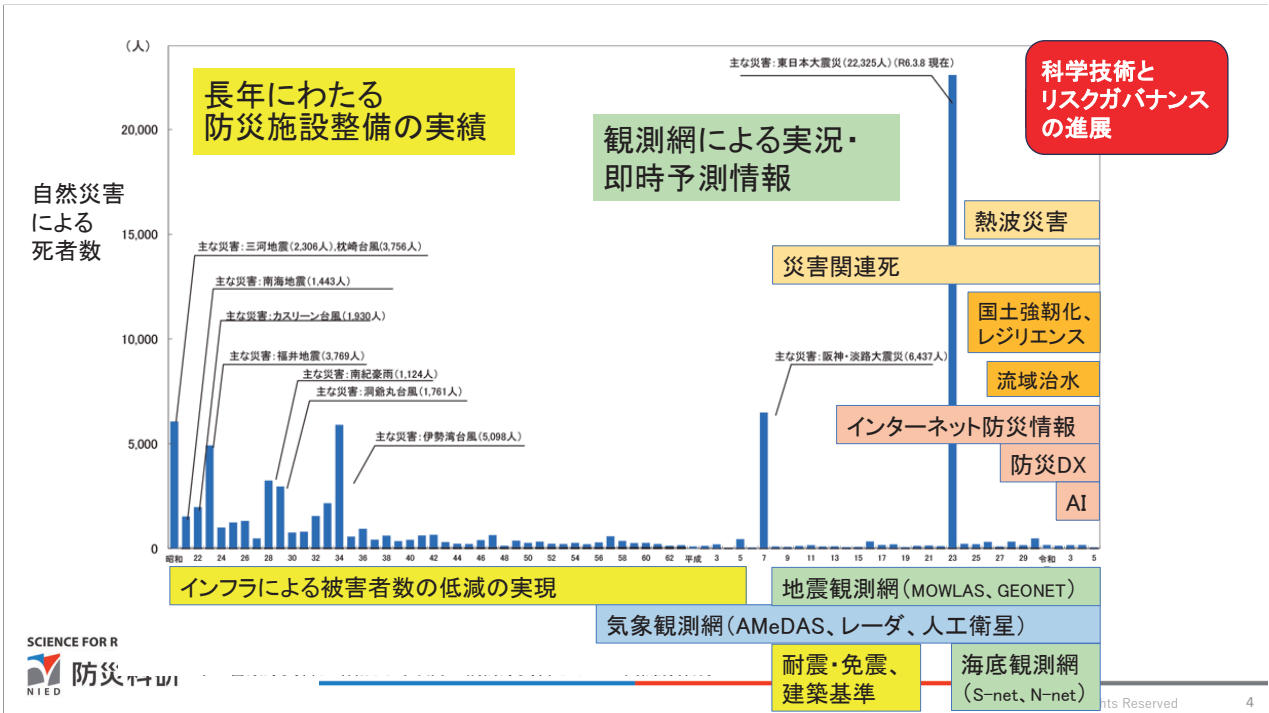 (人)
長年にわたる
防災施設整備の実績
主な災害:東日本大震災(22,325人)(R6.3.8 現在)
科学技術と
リスクガバナンス
の進展
観測網による実況・
即時予測情報
自然災害
による
死者数
20,000
15,000
10,000
5,000
0
主な災害:三河地震(2,306人),枕崎台風(3,756人)
主な災害:南海地震(1,443人)
主な災害:カスリーン台風(1,930人)
主な災害:福井地震(3,769人)
主な災害:南紀豪雨(1,124人)
主な災害:洞爺丸台風(1,761人)
主な災害:伊勢湾台風(5,098人)
主な災害:阪神・淡路大震災(6,437人)
熱波災害
災害関連死
国土強靭化、
レジリエンス
流域治水
インターネット防災情報
防災DX
AI
昭和 22 24 26 28 30 32 34 36 38 40 42 44 46 48 50 52 54 56 58 60 62 平成 3 5 7 9 11 13 15 16 18 20 21 23 25 27 29 30 令和 3 5
インフラによる被害者数の低減の実現
地震観測網(MOWLAS、GEONET)
気象観測網(AMeDAS、レーダ、人工衛星)
耐震・免震、
建築基準
海底観測網
(S-net、N-net)
SCIENCE FOR R
NIED
防災科研
hts Reserved
4